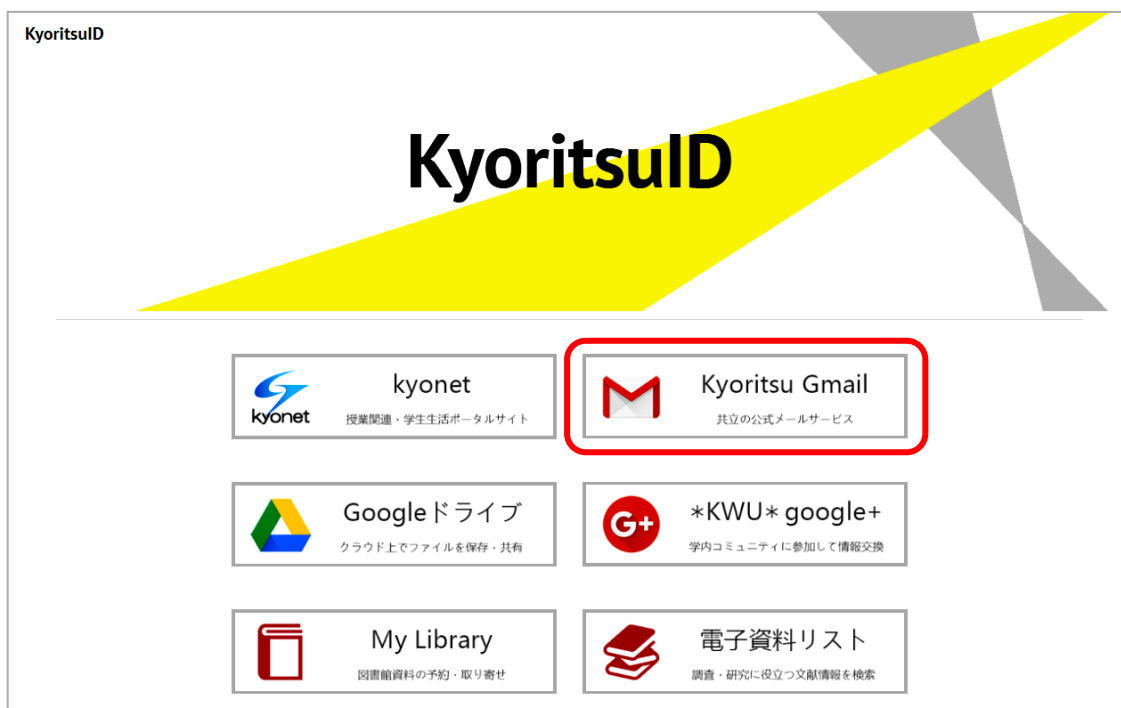 KyoritsuID
KyoritsuID
kyonet
kyonet
授業関連・学生生活ポータルサイト
Kyoritsu Gmail
共立の公式メールサービス
Googleドライブ
クラウド上でファイルを保存・共有
G+
*KWU* google+
学内コミュニティに参加して情報交換
My Library
図書館資料の予約・取り寄せ
電子資料リスト
調査・研究に役立つ文献情報を検索